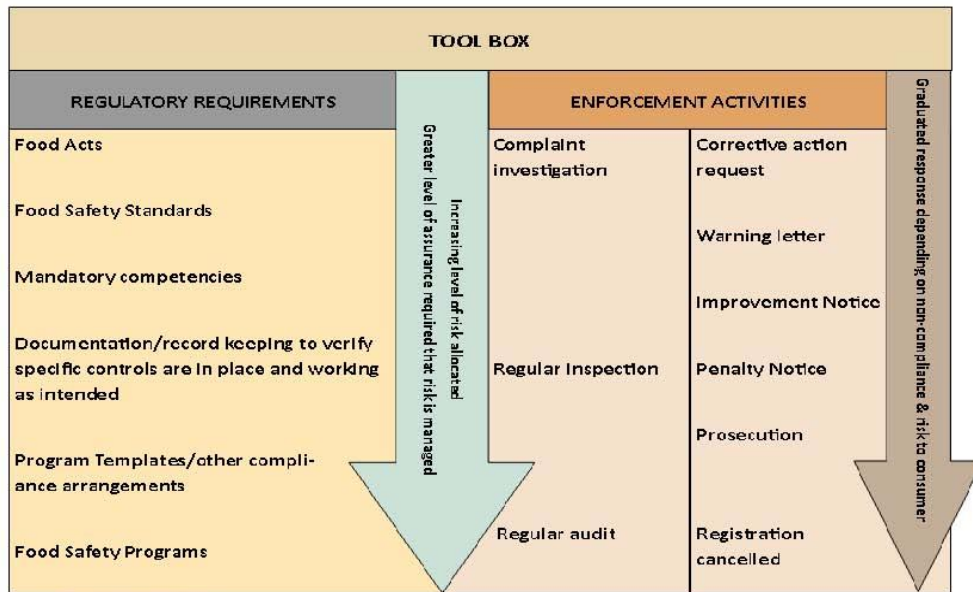 TOOL BOX
REGULATORY REQUIREMENTS
Food Acts
Food Safety Standards
Mandatory competencies
Documentation/record keeping to verify
specific controls are in place and working
as intended
Program Templates/other compli-
ance arrangements
Food Safety Programs
Increasing level of risk allocated
Greater level of assurance required that risk is managed
ENFORCEMENT ACTIVITIES
Complaint
investigation
Regular Inspection
Regular audit
Corrective action
request
Warning letter
Improvement Notice
Penalty Notice
Prosecution
Registration
cancelled
Graduated response depending on non-compliance & risk to consumer